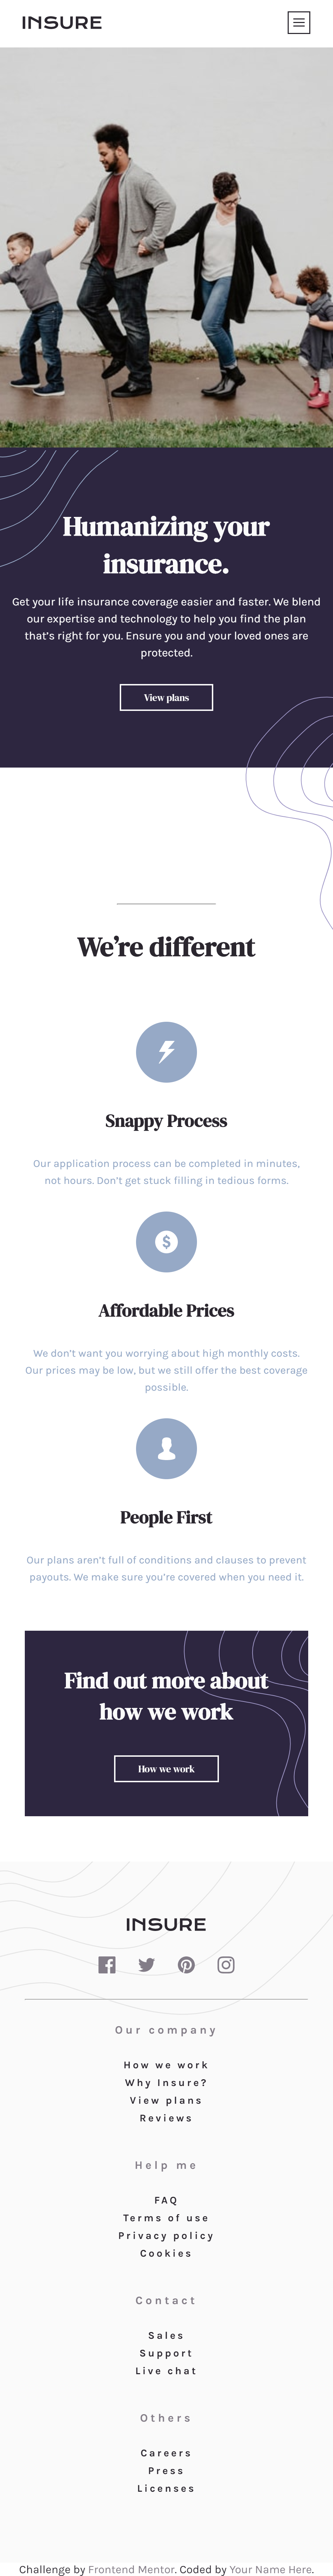 INSURE
Humanizing your
insurance.
Get your life insurance coverage easier and faster. We blend
our expertise and technology to help you find the plan
that’s right for you. Ensure you and your loved ones are
protected.
View plans
We’re different
Snappy Process
Our application process can be completed in minutes,
not hours. Don’t get stuck filling in tedious forms.
Affordable Prices
We don’t want you worrying about high monthly costs.
Our prices may be low, but we still offer the best coverage
possible.
People First
Our plans aren’t full of conditions and clauses to prevent
payouts. We make sure you’re covered when you need it.
Find out more about
how we work
How we work
INSURE
Our company
How we work
Why Insure?
View plans
Reviews
Help me
FAQ
Terms of use
Privacy policy
Cookies
Contact
Sales
Support
Live chat
Others
Careers
Press
Licenses
Challenge by Frontend Mentor. Coded by Your Name Here.